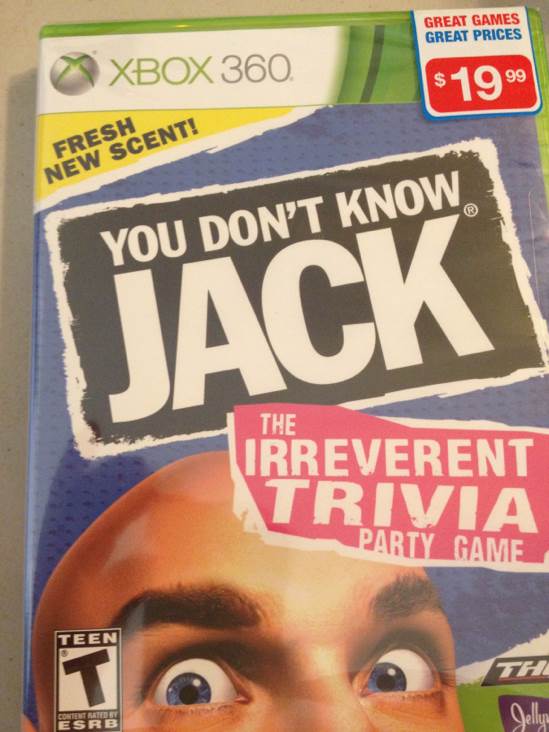 GREAT GAMES
GREAT PRICES
$19 99
XBOX 360
FRESH
NEW SCENT!
YOU DON'T KNOW
JACK®
THE
IRREVERENT
TRIVIA
PARTY GAME
TEEN
T
CONTENT RATED BY
ESRB